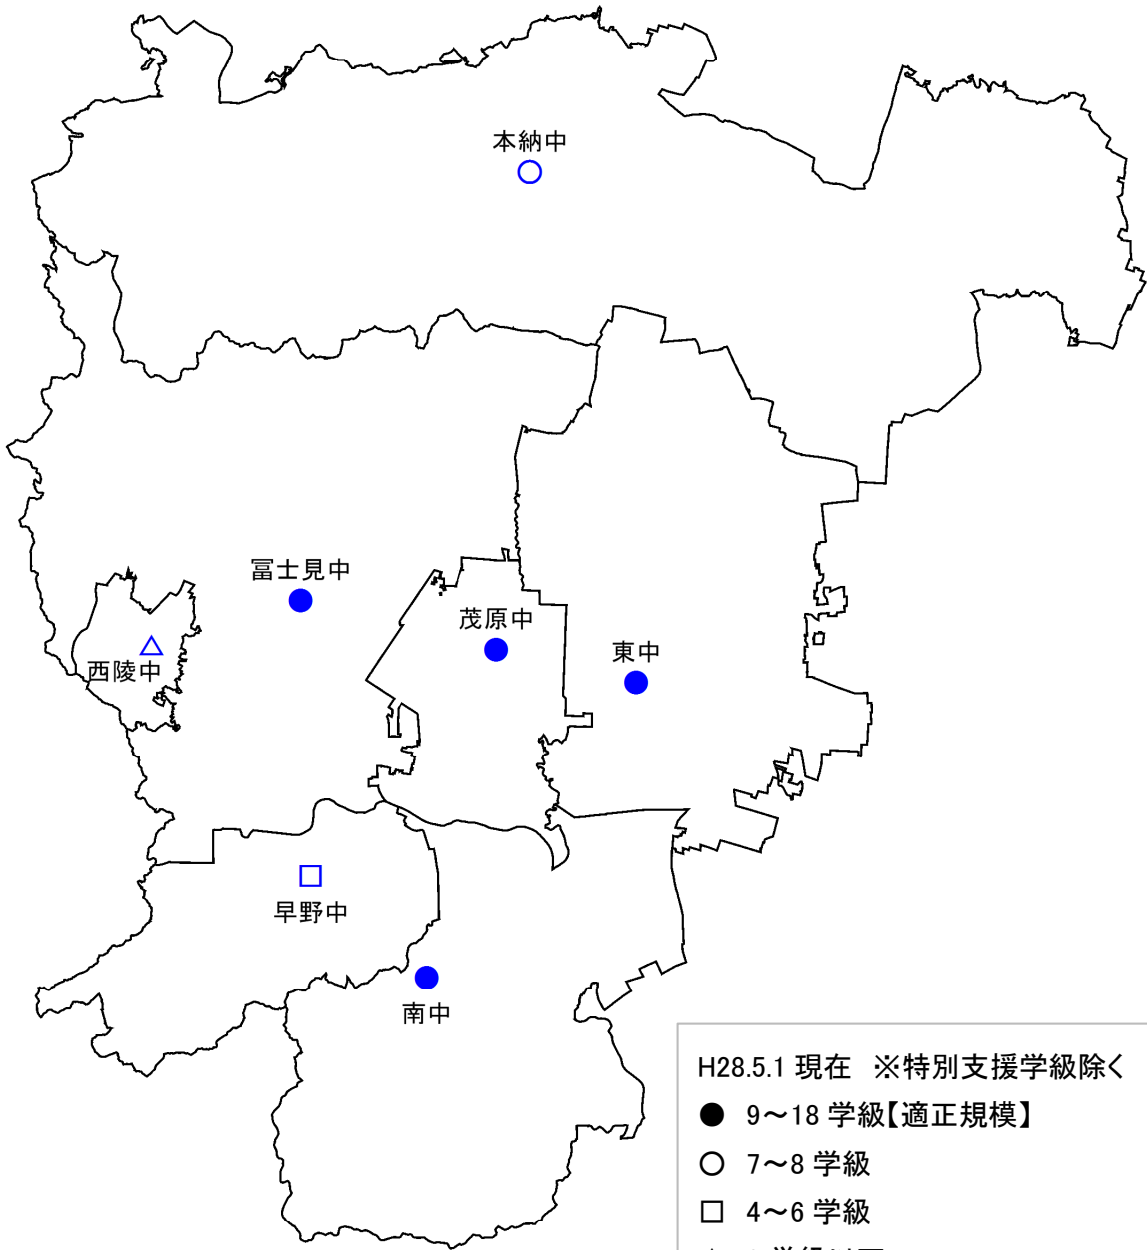 本納中
冨士見中
茂原中
東中
西陵中
早野中
南中
H28.5.1 現在 ※特別支援学級除く
● 9～18 学級【適正規模】
○ 7～8 学級
□ 4～6 学級